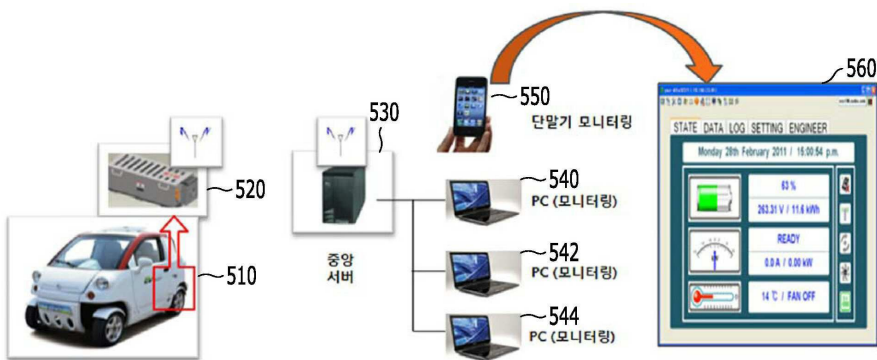 560
550
단말기 모니터링
530
520
510
중앙
서버
540
PC (모니터링)
542
PC (모니터링)
544
PC (모니터링)
STATE DATA LOG SETTING ENGINEER
Monday 28th February 2011 / 15:00:54 p.m.
63 %
263.31 V / 11.6 kWh
READY
0.0 A / 0.00 kW
14 ℃ / FAN OFF